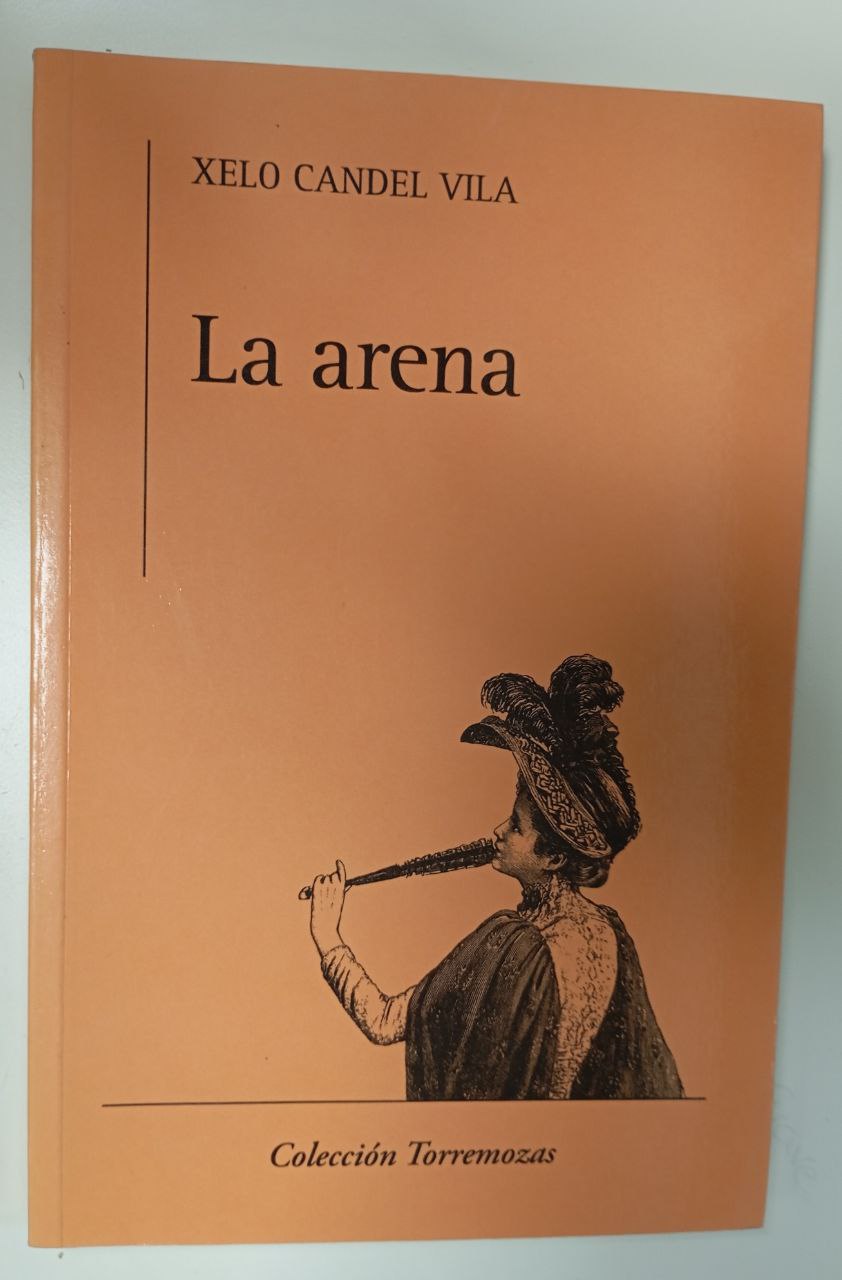 XELO CANDEL VILA
La arena
Colección Torremozas